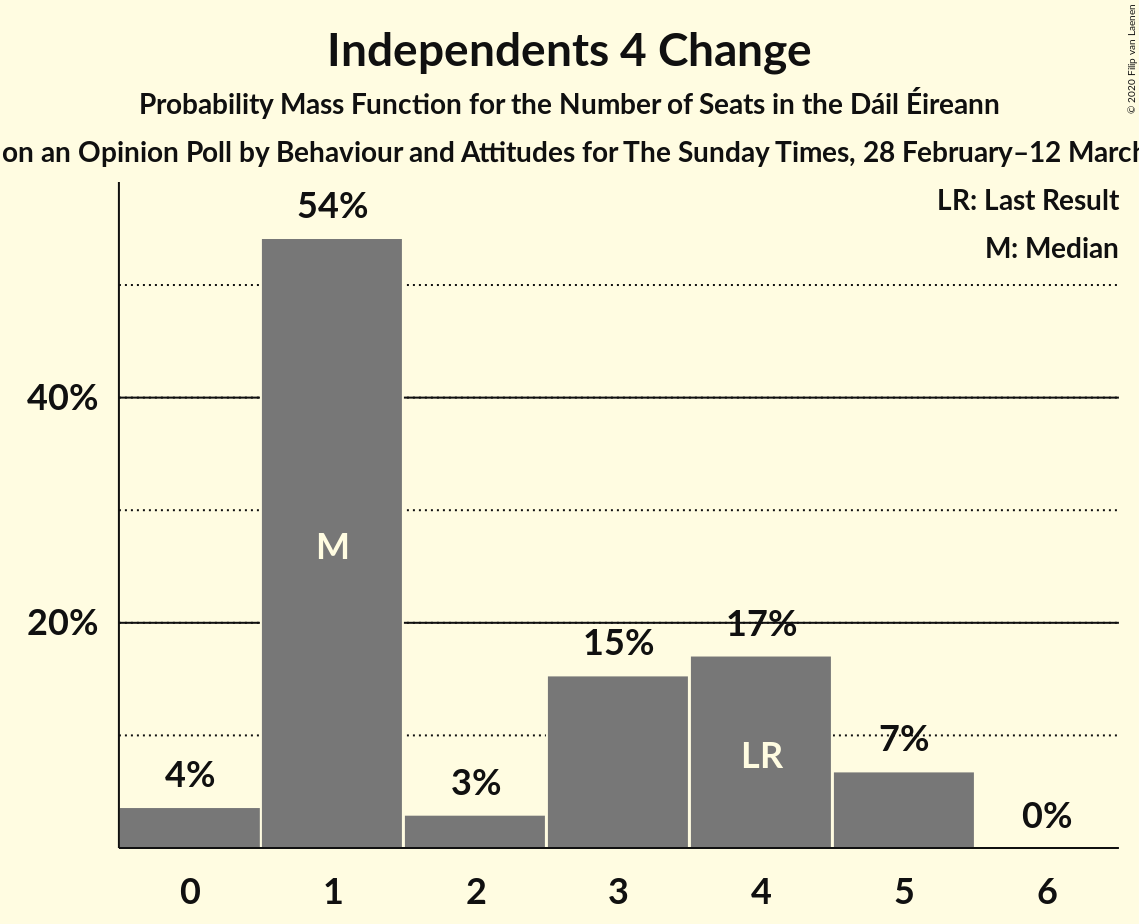 Independents 4 Change
Probability Mass Function for the Number of Seats in the Dáil Éireann
on an Opinion Poll by Behaviour and Attitudes for The Sunday Times, 28 February–12 March
© 2020 Filip van Laenen
LR: Last Result
M: Median
54%
40%
M
20%
17%
15%
LR
7%
4%
3%
0%
0 1 2 3 4 5 6